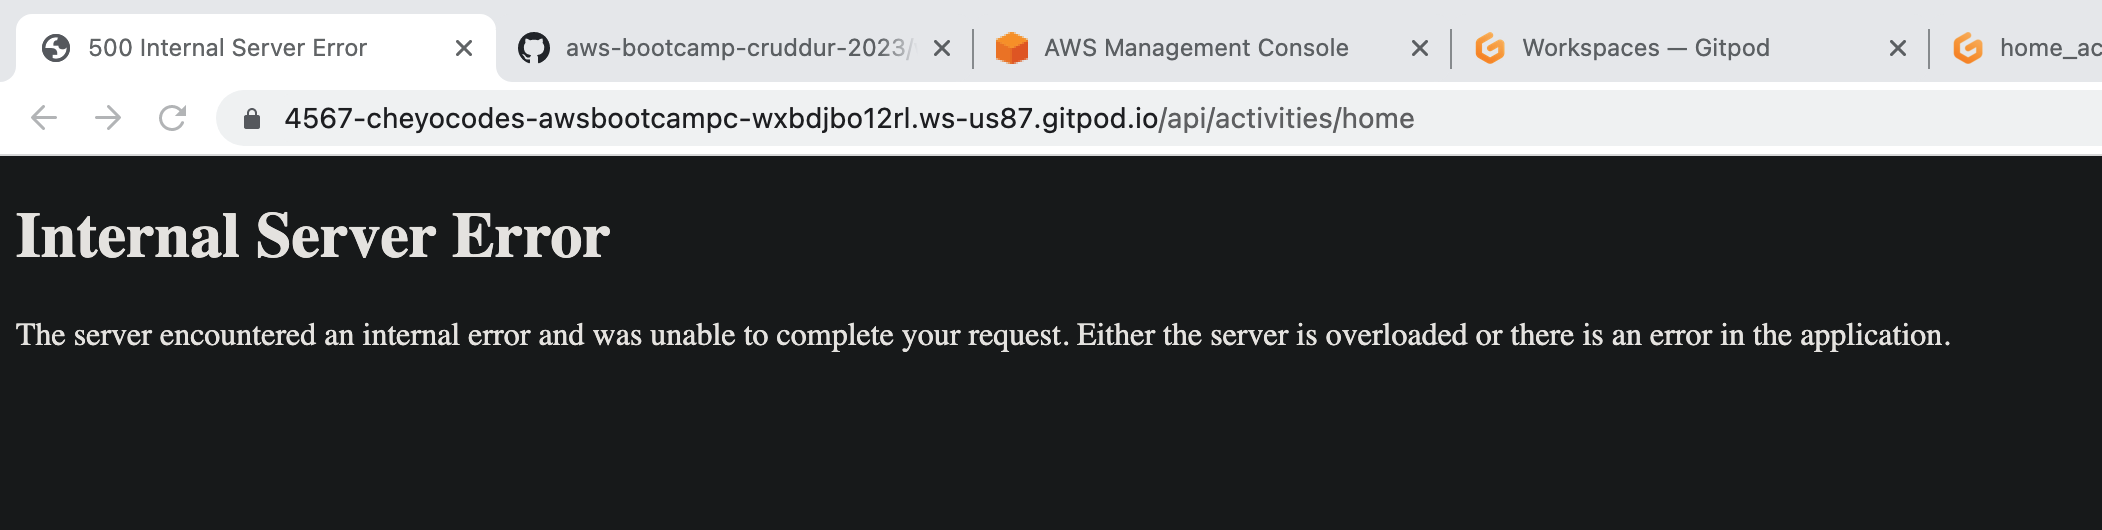 500 Internal Server Error
aws-bootcamp-cruddur-2023/
AWS Management Console
Workspaces — Gitpod
home_ac
4567-cheyocodes-awsbootcampc-wxbdjbo12rl.ws-us87.gitpod.io/api/activities/home
Internal Server Error
The server encountered an internal error and was unable to complete your request. Either the server is overloaded or there is an error in the application.